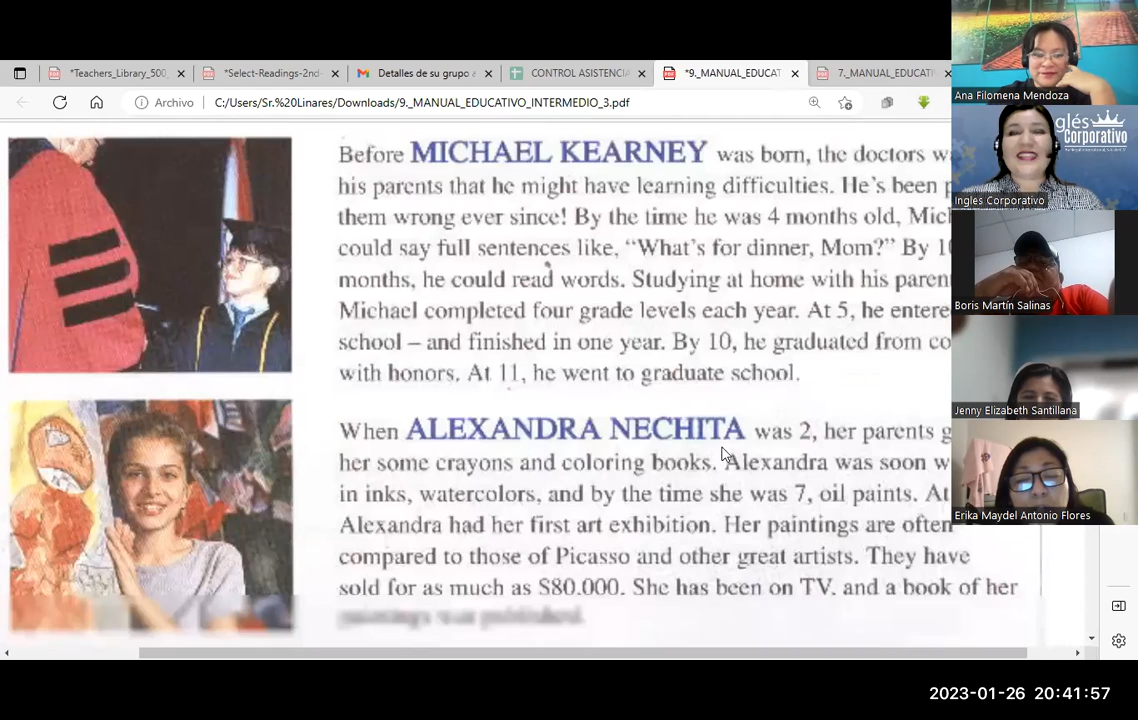 *Teachers_Library_500_
*Select-Readings-2nd-
Detalles de su grupo
CONTROL ASISTENCIA
*9._MANUAL_EDUCAT
7._MANUAL_EDUCATI
Archivo
C:/Users/Sr.%20Linares/Downloads/9._MANUAL_EDUCATIVO_INTERMEDIO_3.pdf
Before MICHAEL KEARNEY was born, the doctors
his parents that he might have learning difficulties. He's been
them wrong ever since! By the time he was 4 months old,
could say full sentences like, "What's for dinner, Mom?" By
months, he could read words. Studying at home with his
Michael completed four grade levels each year. At 5, he
school – and finished in one year. By 10, he graduated from
with honors. At 11, he went to graduate school.
When ALEXANDRA NECHITA was 2, her parents
her some crayons and coloring books. Alexandra was soon
in inks, watercolors, and by the time she was 7, oil paints. At
Alexandra had her first art exhibition. Her paintings are often
compared to those of Picasso and other great artists. They have
sold for as much as $80.000. She has been on TV, and a book of her
Ana Filomena Mendoza
glés
Corporativo
Ingles Corporativo
Boris Martín Salinas
Jenny Elizabeth Santillana
Erika Maydel Antonio Flores
2023-01-26 20:41:57